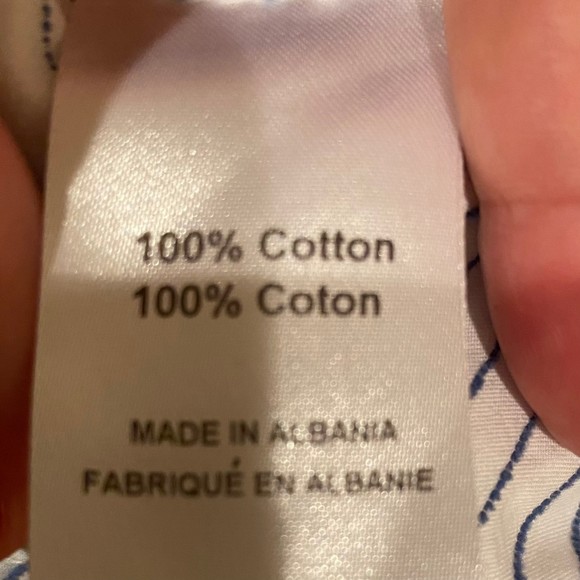 100% Cotton
100% Coton
MADE IN ALBANIA
FABRIQUÉ EN ALBANIE